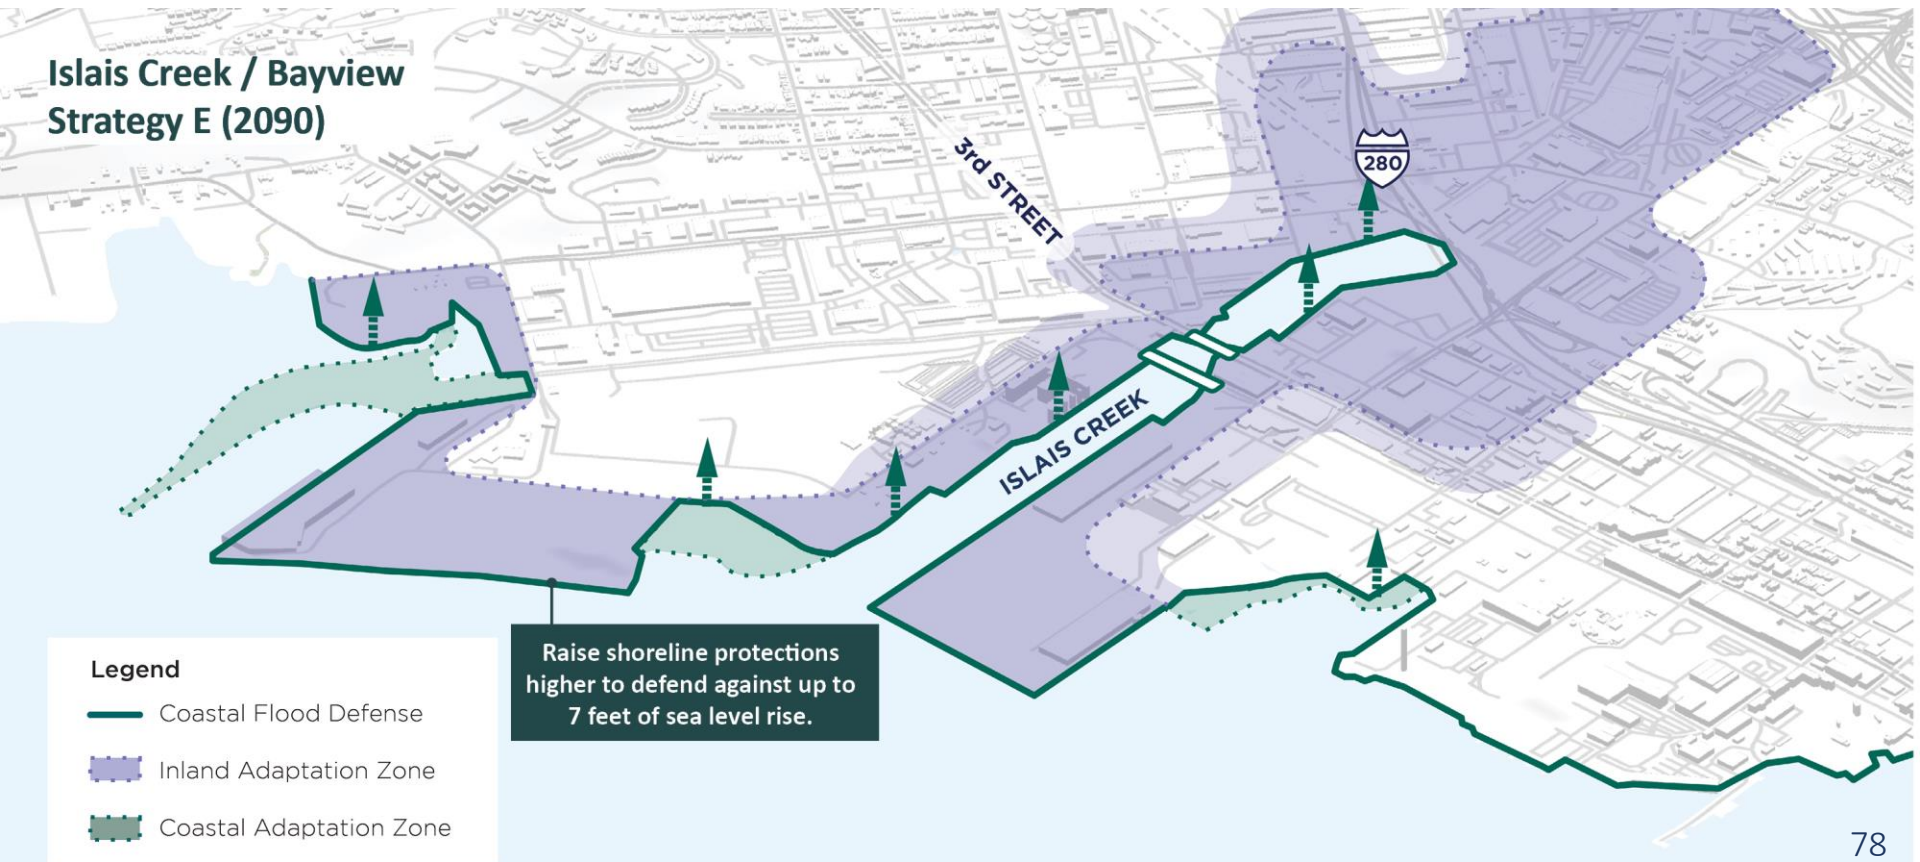 Islais Creek / Bayview
Strategy E (2090)
3rd STREET
280
ISLAIS CREEK
Raise shoreline protections
higher to defend against up to
7 feet of sea level rise.
Legend
Coastal Flood Defense
Inland Adaptation Zone
Coastal Adaptation Zone
78